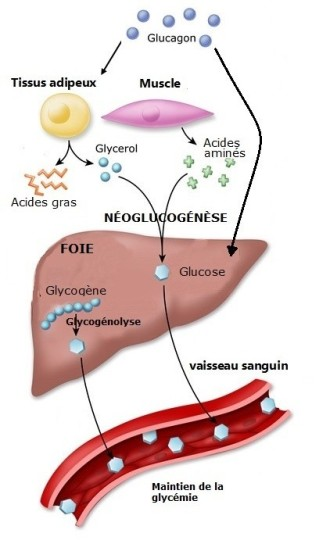 Glucagon
Tissus adipeux
Muscle
Glycerol
Acides
aminés
Acides gras
NÉOGLUCOGÉNÈSE
FOIE
Glucose
Glycogène
Glycogénolyse
vaisseau sanguin
Maintien de la
glycémie